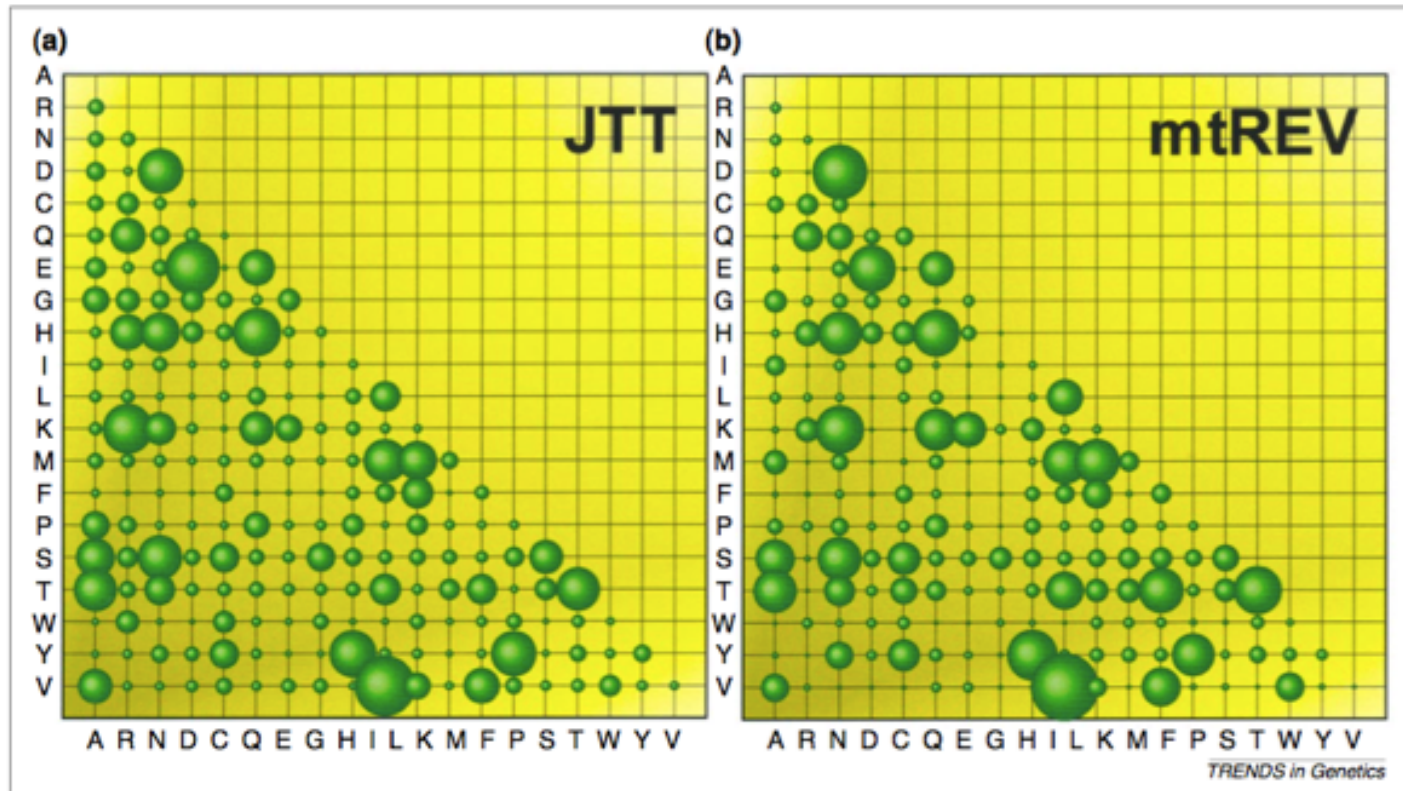 (a)
(b)
A
R
N
D
C
Q
E
G
H
I
L
K
M
F
P
S
T
W
Y
V
JTT
A R N D C Q E G H I L K M F P S T W Y V
A
R
N
D
C
Q
E
G
H
I
L
K
M
F
P
S
T
W
Y
V
mtREV
A R N D C Q E G H I L K M F P S T W Y V
TRENDS in Genetics